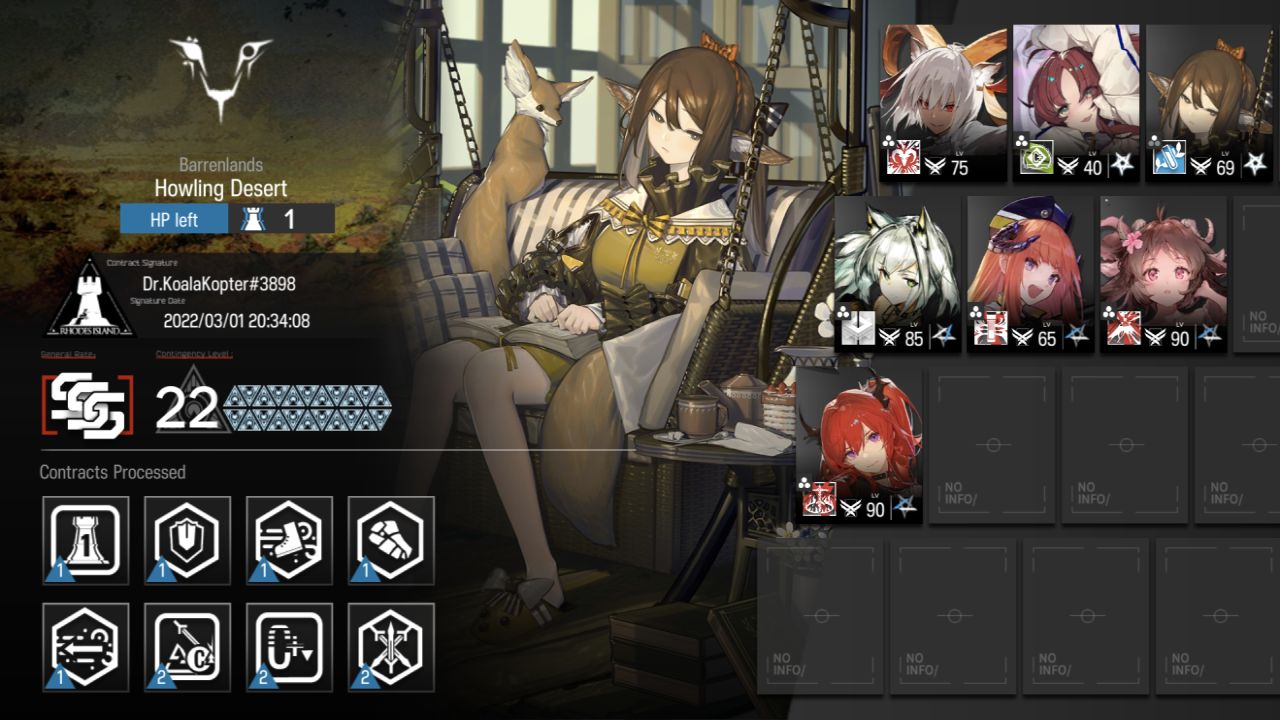 Barrenlands
Howling Desert
HP left 1
Contract Signature
Dr.KoalaKopter#3898
Signature Date
2022/03/01 20:34:08
RHODES ISLAND
General Rate:
Contingency Level :
SSS
22
Contracts Processed
1
1 1 1 1
1 2 2 2
LV
75
LV
40
LV
69
LV
85
LV
65
LV
90
NO
INFO/
LV
90
NO
INFO/
NO
INFO/
NO
INFO/
NO
INFO/
NO
INFO/
NO
INFO/
NO
INFO/